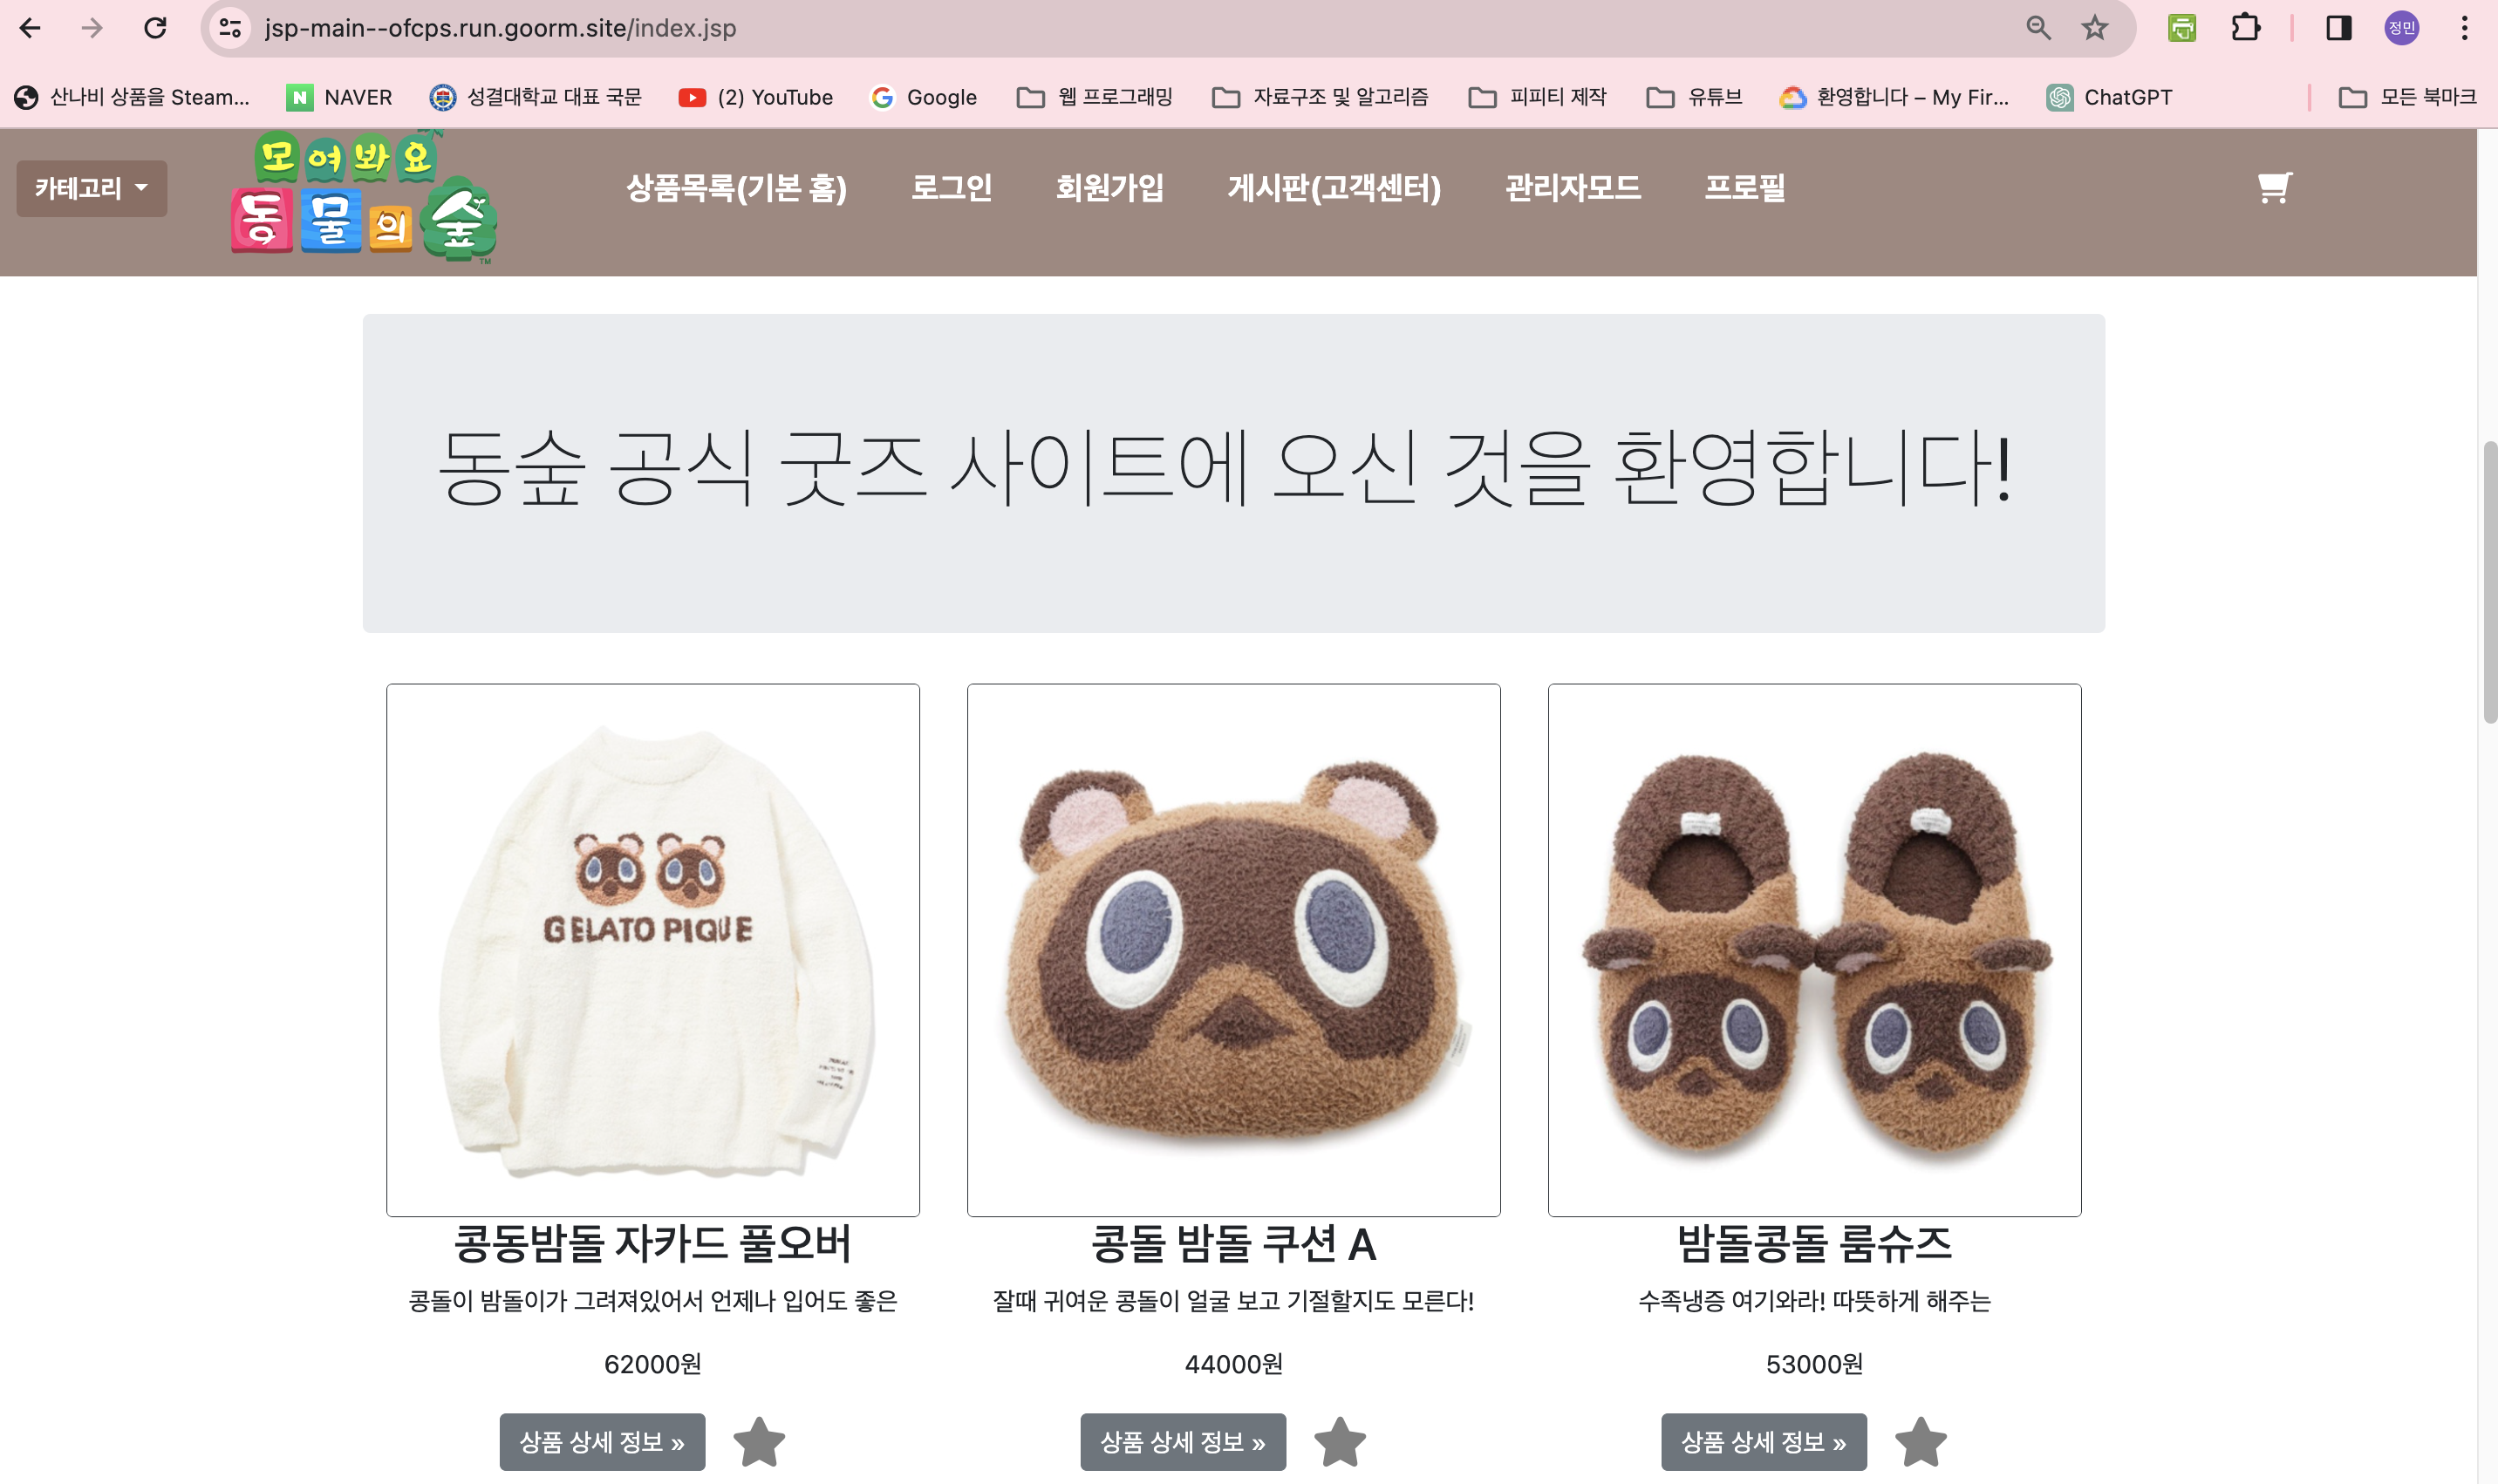 jsp-main--ofcps.run.goorm.site/index.jsp
정민
산나비 상품을 Steam... NAVER 성결대학교 대표 국문 (2) YouTube Google 웹 프로그래밍 자료구조 및 알고리즘 피피티 제작 유튜브 환영합니다 – My Fir... ChatGPT 모든 북마크
카테고리
모여봐요
동물의 숲
TM
상품목록(기본 홈) 로그인 회원가입 게시판(고객센터) 관리자모드 프로필
동숲 공식 굿즈 사이트에 오신 것을 환영합니다!
GELATO PIQUE
콩동밤돌 자카드 풀오버
콩돌이 밤돌이가 그려져있어서 언제나 입어도 좋은
62000원
상품 상세 정보 »
콩돌 밤돌 쿠션 A
잘때 귀여운 콩돌이 얼굴 보고 기절할지도 모른다!
44000원
상품 상세 정보 »
밤돌콩돌 룸슈즈
수족냉증 여기와라! 따뜻하게 해주는
53000원
상품 상세 정보 »